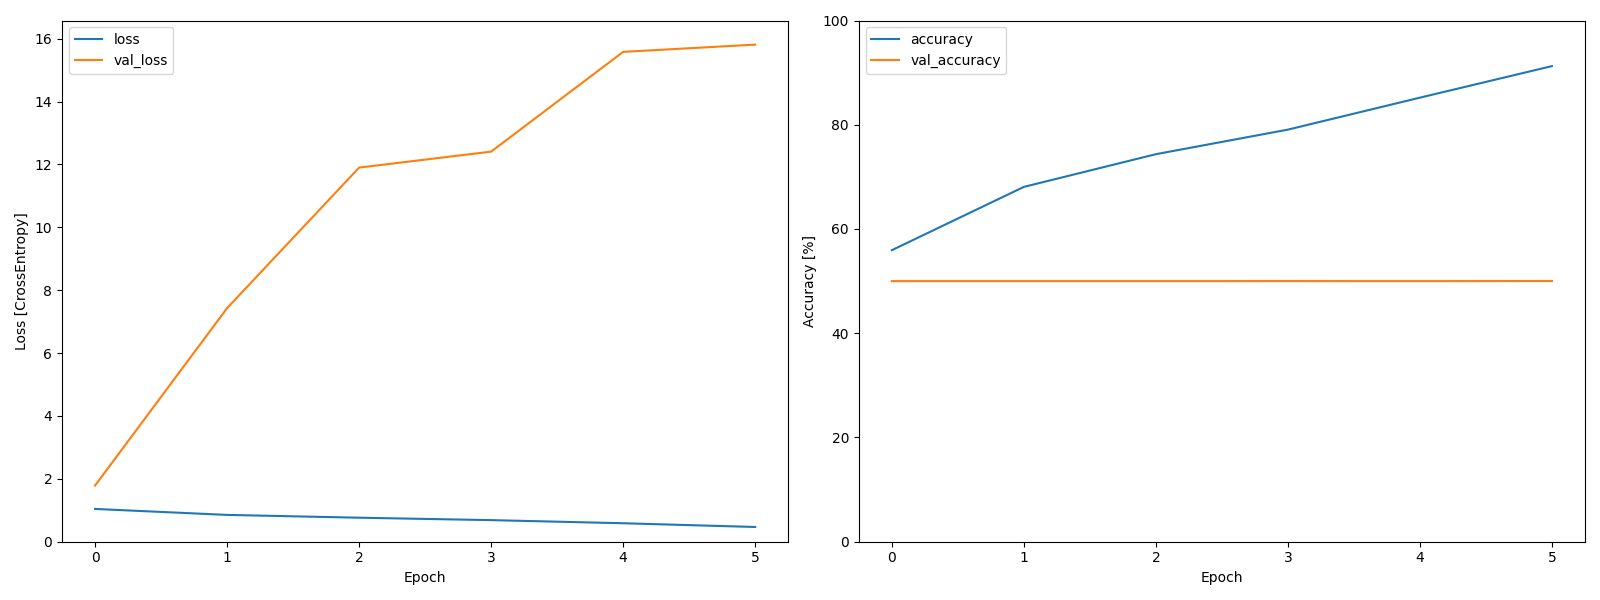 loss
val_loss
16
14
12
10
8
6
4
2
0
Loss [CrossEntropy]
0 1 2 3 4 5
Epoch
accuracy
val_accuracy
100
80
60
40
20
0
Accuracy [%]
0 1 2 3 4 5
Epoch